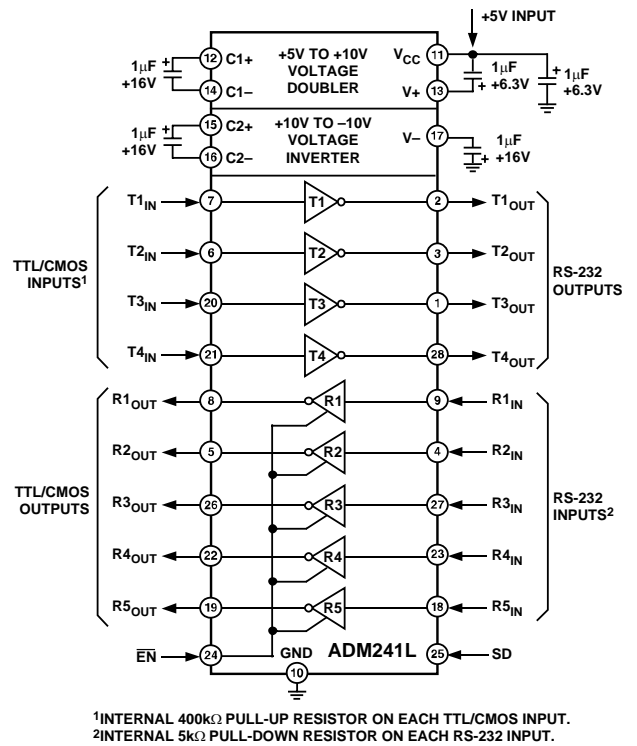 +5V INPUT
1μF
+16V
+
12 C1+
14 C1–
+5V TO +10V
VOLTAGE
DOUBLER
VCC 11
V+ 13
+
1μF
+6.3V
+
1μF
+6.3V
1μF
+16V
+
15 C2+
16 C2–
+10V TO –10V
VOLTAGE
INVERTER
V– 17
+
1μF
+16V
TTL/CMOS
INPUTS1
T1IN 7 T1 2 T1OUT
T2IN 6 T2 3 T2OUT
T3IN 20 T3 1 T3OUT
T4IN 21 T4 28 T4OUT
RS-232
OUTPUTS
TTL/CMOS
OUTPUTS
R1OUT 8 R1 9 R1IN
R2OUT 5 R2 4 R2IN
R3OUT 26 R3 27 R3IN
R4OUT 22 R4 23 R4IN
R5OUT 19 R5 18 R5IN
RS-232
INPUTS2
EN 24
GND
10
ADM241L
25 SD
1INTERNAL 400kΩ PULL-UP RESISTOR ON EACH TTL/CMOS INPUT.
2INTERNAL 5kΩ PULL-DOWN RESISTOR ON EACH RS-232 INPUT.